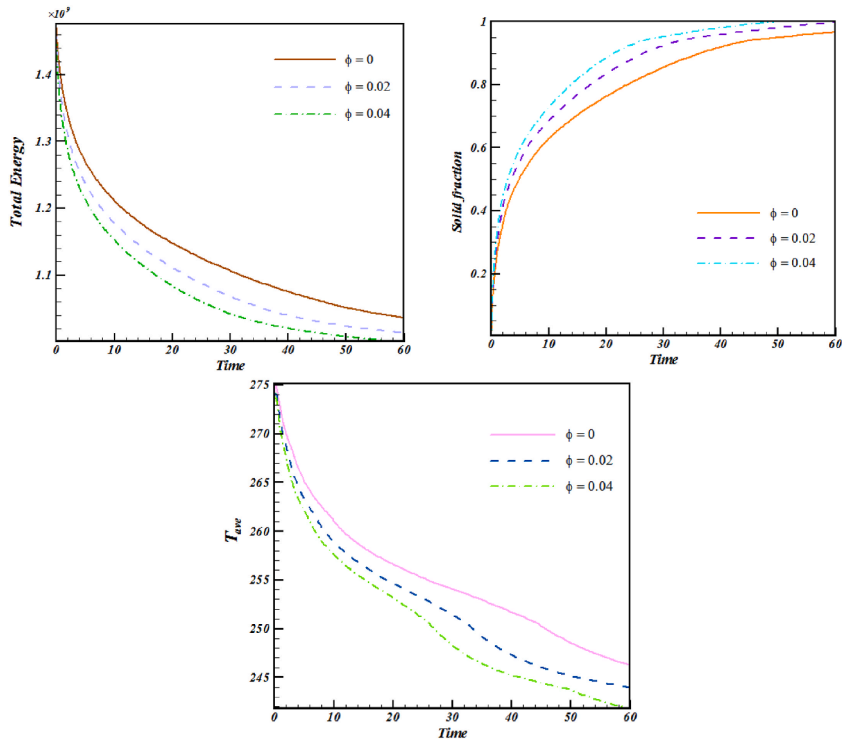 ×10⁹
1.4
1.3
1.2
1.1
Total Energy
0 10 20 30 40 50 60
Time
ϕ = 0
ϕ = 0.02
ϕ = 0.04
1
0.8
0.6
0.4
0.2
Solid fraction
0 10 20 30 40 50 60
Time
ϕ = 0
ϕ = 0.02
ϕ = 0.04
275
270
265
260
255
250
245
T_ave
0 10 20 30 40 50 60
Time
ϕ = 0
ϕ = 0.02
ϕ = 0.04